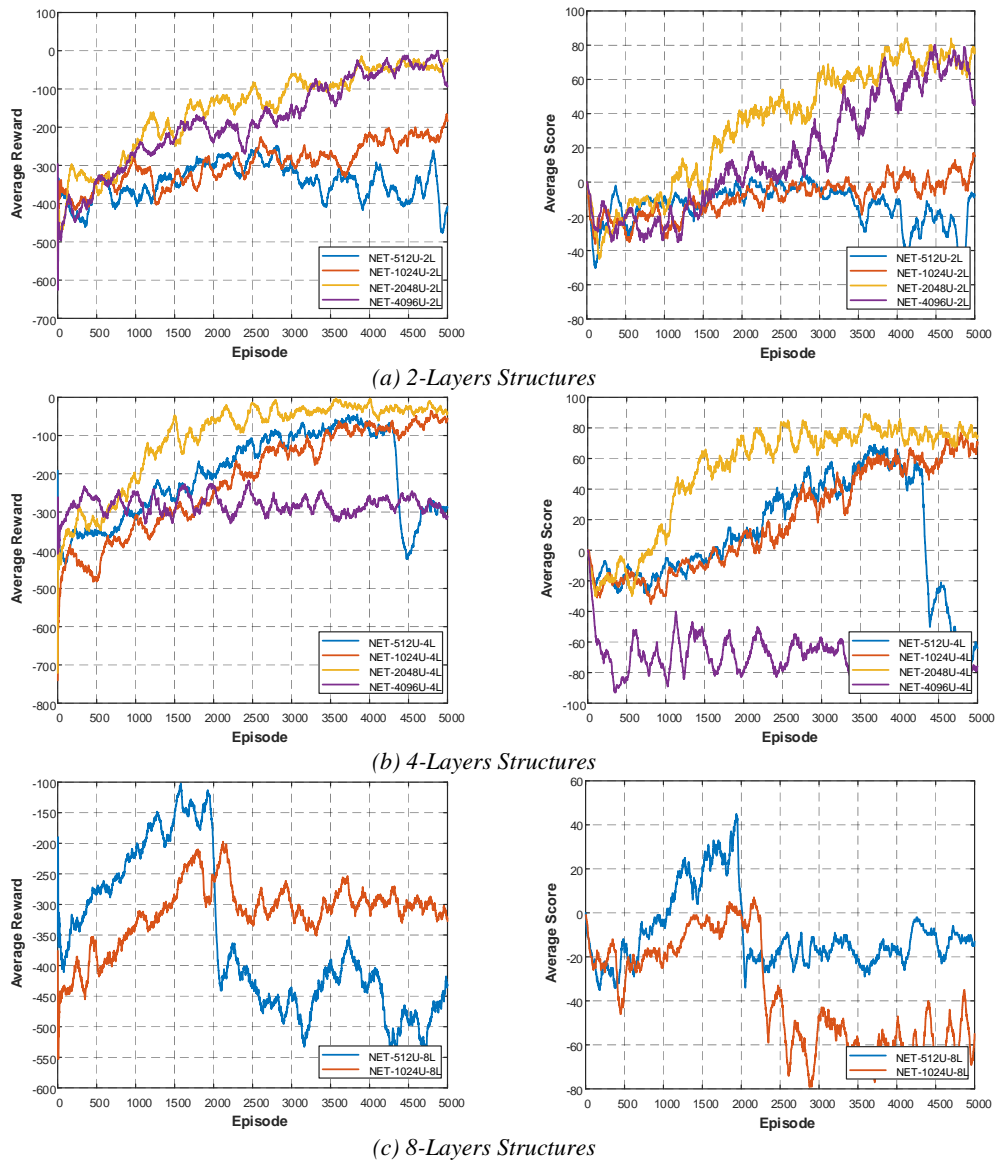 100
0
-100
-200
-300
-400
-500
-600
-700
Average Reward
0 500 1000 1500 2000 2500 3000 3500 4000 4500 5000
Episode
NET-512U-2L
NET-1024U-2L
NET-2048U-2L
NET-4096U-2L
100
80
60
40
20
0
-20
-40
-60
-80
Average Score
0 500 1000 1500 2000 2500 3000 3500 4000 4500 5000
Episode
NET-512U-2L
NET-1024U-2L
NET-2048U-2L
NET-4096U-2L
(a) 2-Layers Structures
0
-100
-200
-300
-400
-500
-600
-700
-800
Average Reward
0 500 1000 1500 2000 2500 3000 3500 4000 4500 5000
Episode
NET-512U-4L
NET-1024U-4L
NET-2048U-4L
NET-4096U-4L
100
80
60
40
20
0
-20
-40
-60
-80
-100
Average Score
0 500 1000 1500 2000 2500 3000 3500 4000 4500 5000
Episode
NET-512U-4L
NET-1024U-4L
NET-2048U-4L
NET-4096U-4L
(b) 4-Layers Structures
-100
-150
-200
-250
-300
-350
-400
-450
-500
-550
-600
Average Reward
0 500 1000 1500 2000 2500 3000 3500 4000 4500 5000
Episode
NET-512U-8L
NET-1024U-8L
60
40
20
0
-20
-40
-60
-80
Average Score
0 500 1000 1500 2000 2500 3000 3500 4000 4500 5000
Episode
NET-512U-8L
NET-1024U-8L
(c) 8-Layers Structures